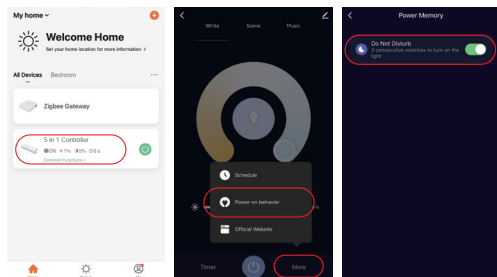 My home
Welcome Home
Set your home location for more information >
All Devices
Bedroom
Zigbee Gateway
5 in 1 Controller
Common Functions >
White
Scene
Music
Schedule
Power-on behavior
Official Website
Timer
More
Power Memory
Do Not Disturb
2 consecutive switches to turn on the
light